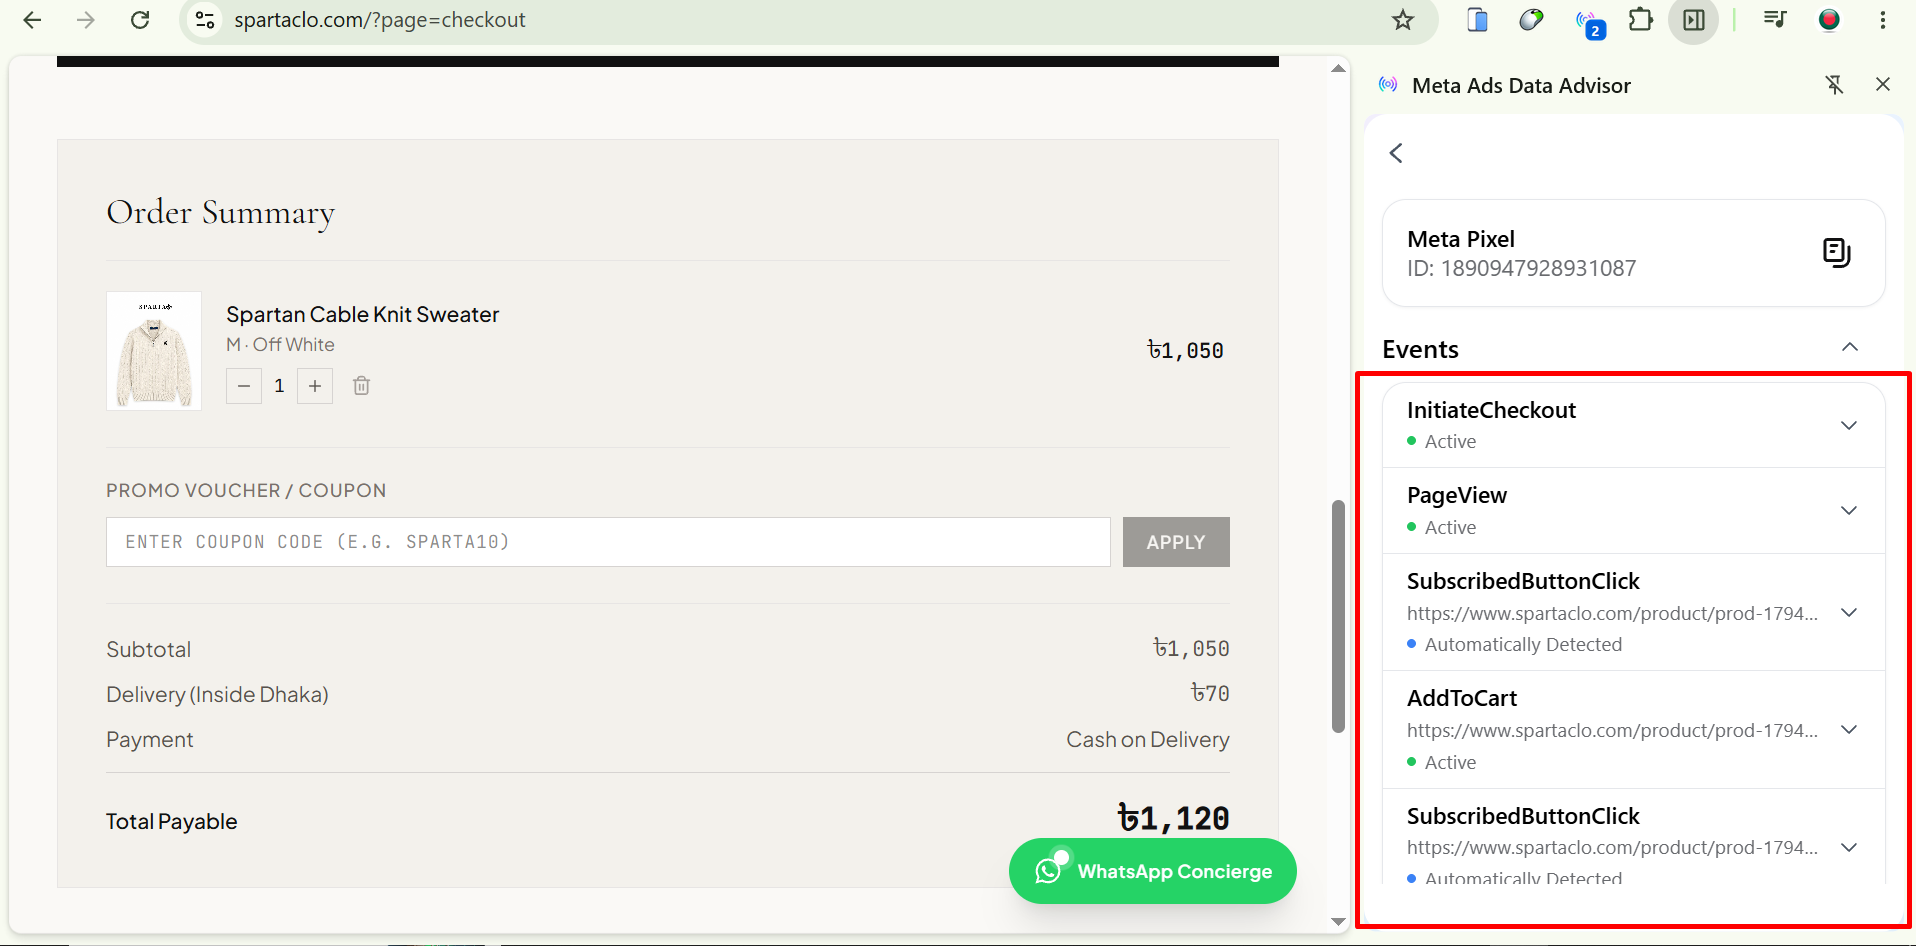 spartaclo.com/?page=checkout
2
Order Summary
SPARTA
Spartan Cable Knit Sweater
M · Off White
৳1,050
− 1 +
PROMO VOUCHER / COUPON
ENTER COUPON CODE (E.G. SPARTA10)
APPLY
Subtotal
৳1,050
Delivery (Inside Dhaka)
৳70
Payment
Cash on Delivery
Total Payable
৳1,120
WhatsApp Concierge
Meta Ads Data Advisor
Meta Pixel
ID: 1890947928931087
Events
InitiateCheckout
Active
PageView
Active
SubscribedButtonClick
https://www.spartaclo.com/product/prod-1794...
Automatically Detected
AddToCart
https://www.spartaclo.com/product/prod-1794...
Active
SubscribedButtonClick
https://www.spartaclo.com/product/prod-1794...
Automatically Detected